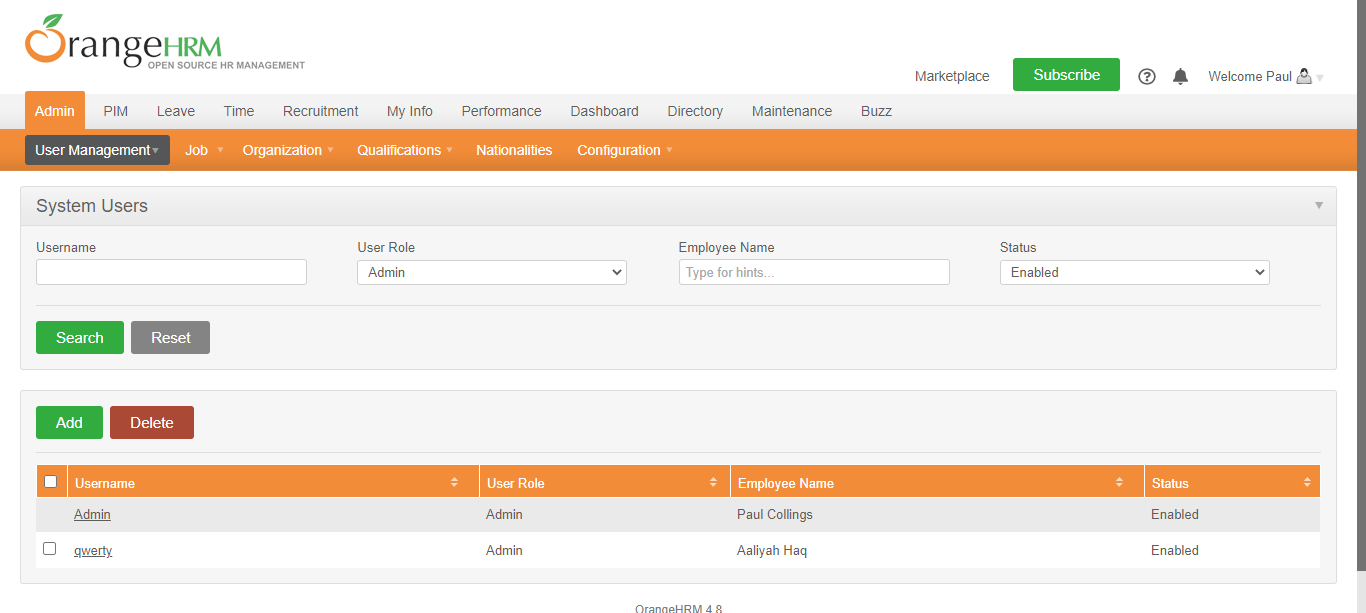 OrangeHRM
OPEN SOURCE HR MANAGEMENT
Marketplace Subscribe ? Welcome Paul
Admin PIM Leave Time Recruitment My Info Performance Dashboard Directory Maintenance Buzz
User Management Job Organization Qualifications Nationalities Configuration
System Users
Username User Role Employee Name Status
Admin Type for hints... Enabled
Search Reset
Add Delete
Username User Role Employee Name Status
Admin Admin Paul Collings Enabled
qwerty Admin Aaliyah Haq Enabled
OrangeHRM 4.8